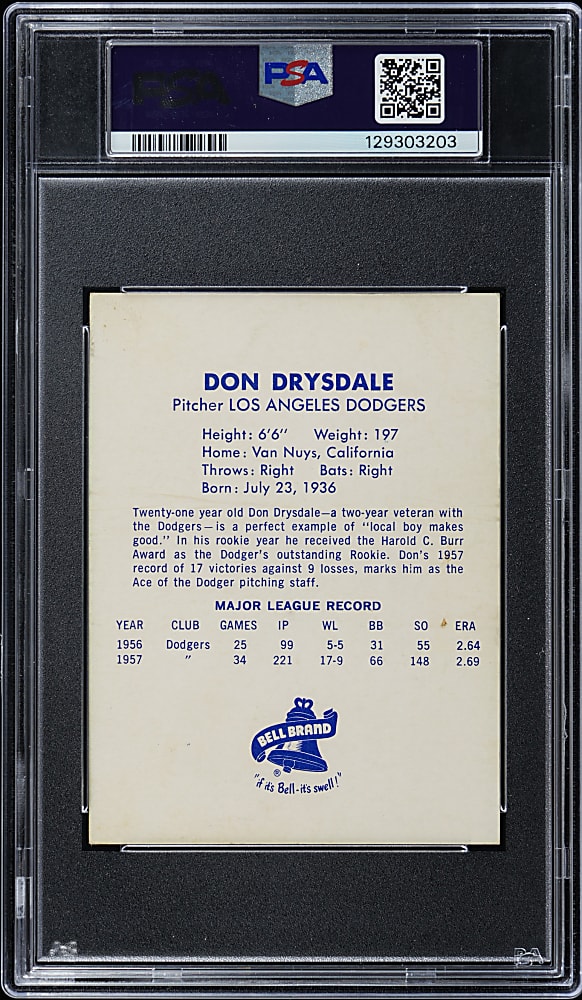 PSA
129303203
DON DRYSDALE
Pitcher LOS ANGELES DODGERS
Height: 6'6" Weight: 197
Home: Van Nuys, California
Throws: Right Bats: Right
Born: July 23, 1936
Twenty-one year old Don Drysdale—a two-year veteran with
the Dodgers—is a perfect example of "local boy makes
good." In his rookie year he received the Harold C. Burr
Award as the Dodger's outstanding Rookie. Don's 1957
record of 17 victories against 9 losses, marks him as the
Ace of the Dodger pitching staff.
MAJOR LEAGUE RECORD
YEAR CLUB GAMES IP WL BB SO ERA
1956 Dodgers 25 99 5-5 31 55 2.64
1957 " 34 221 17-9 66 148 2.69
BELL BRAND
®
"if it's Bell-it's swell!"